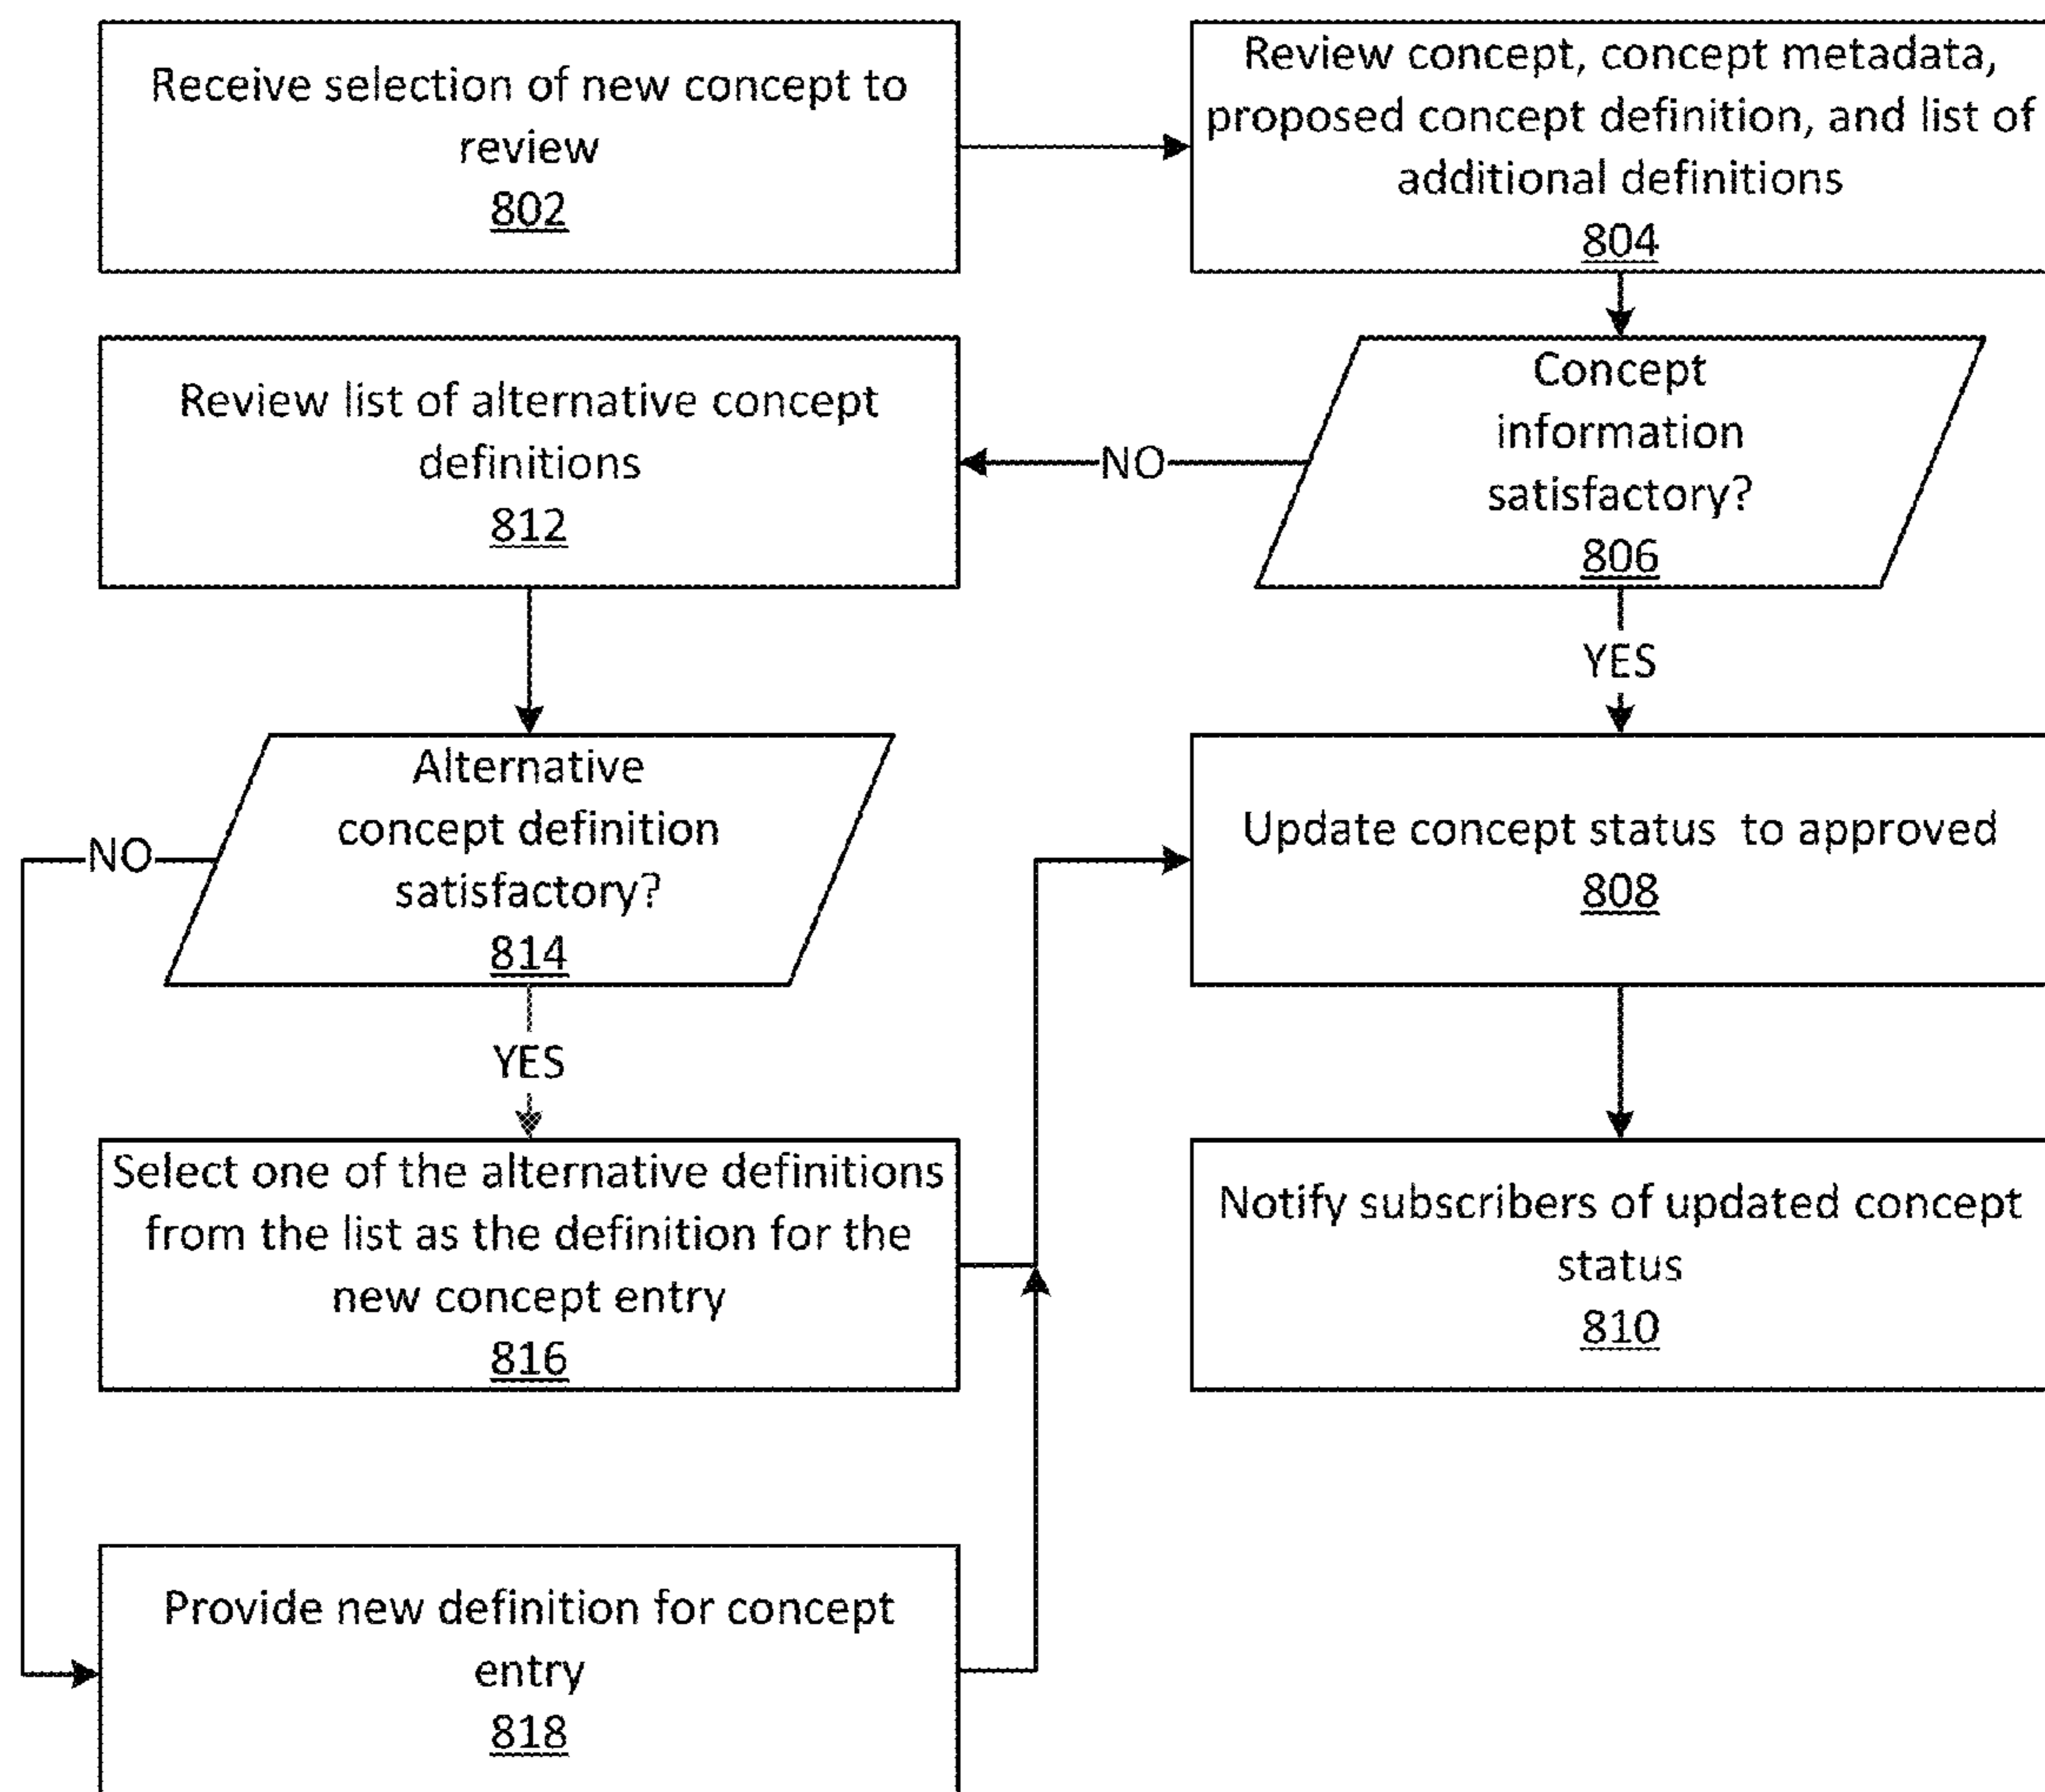 Receive selection of new concept to
review
802
Review concept, concept metadata,
proposed concept definition, and list of
additional definitions
804
Concept
information
satisfactory?
806
NO
Review list of alternative concept
definitions
812
YES
Alternative
concept definition
satisfactory?
814
NO
Update concept status to approved
808
YES
Select one of the alternative definitions
from the list as the definition for the
new concept entry
816
Notify subscribers of updated concept
status
810
Provide new definition for concept
entry
818